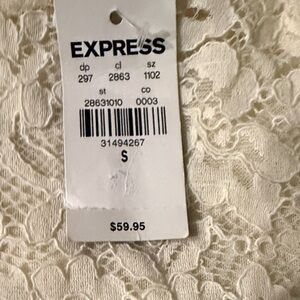 EXPRESS
dp cl sz
297 2863 1102
st co
28631010 0003
31494267
S
$59.95